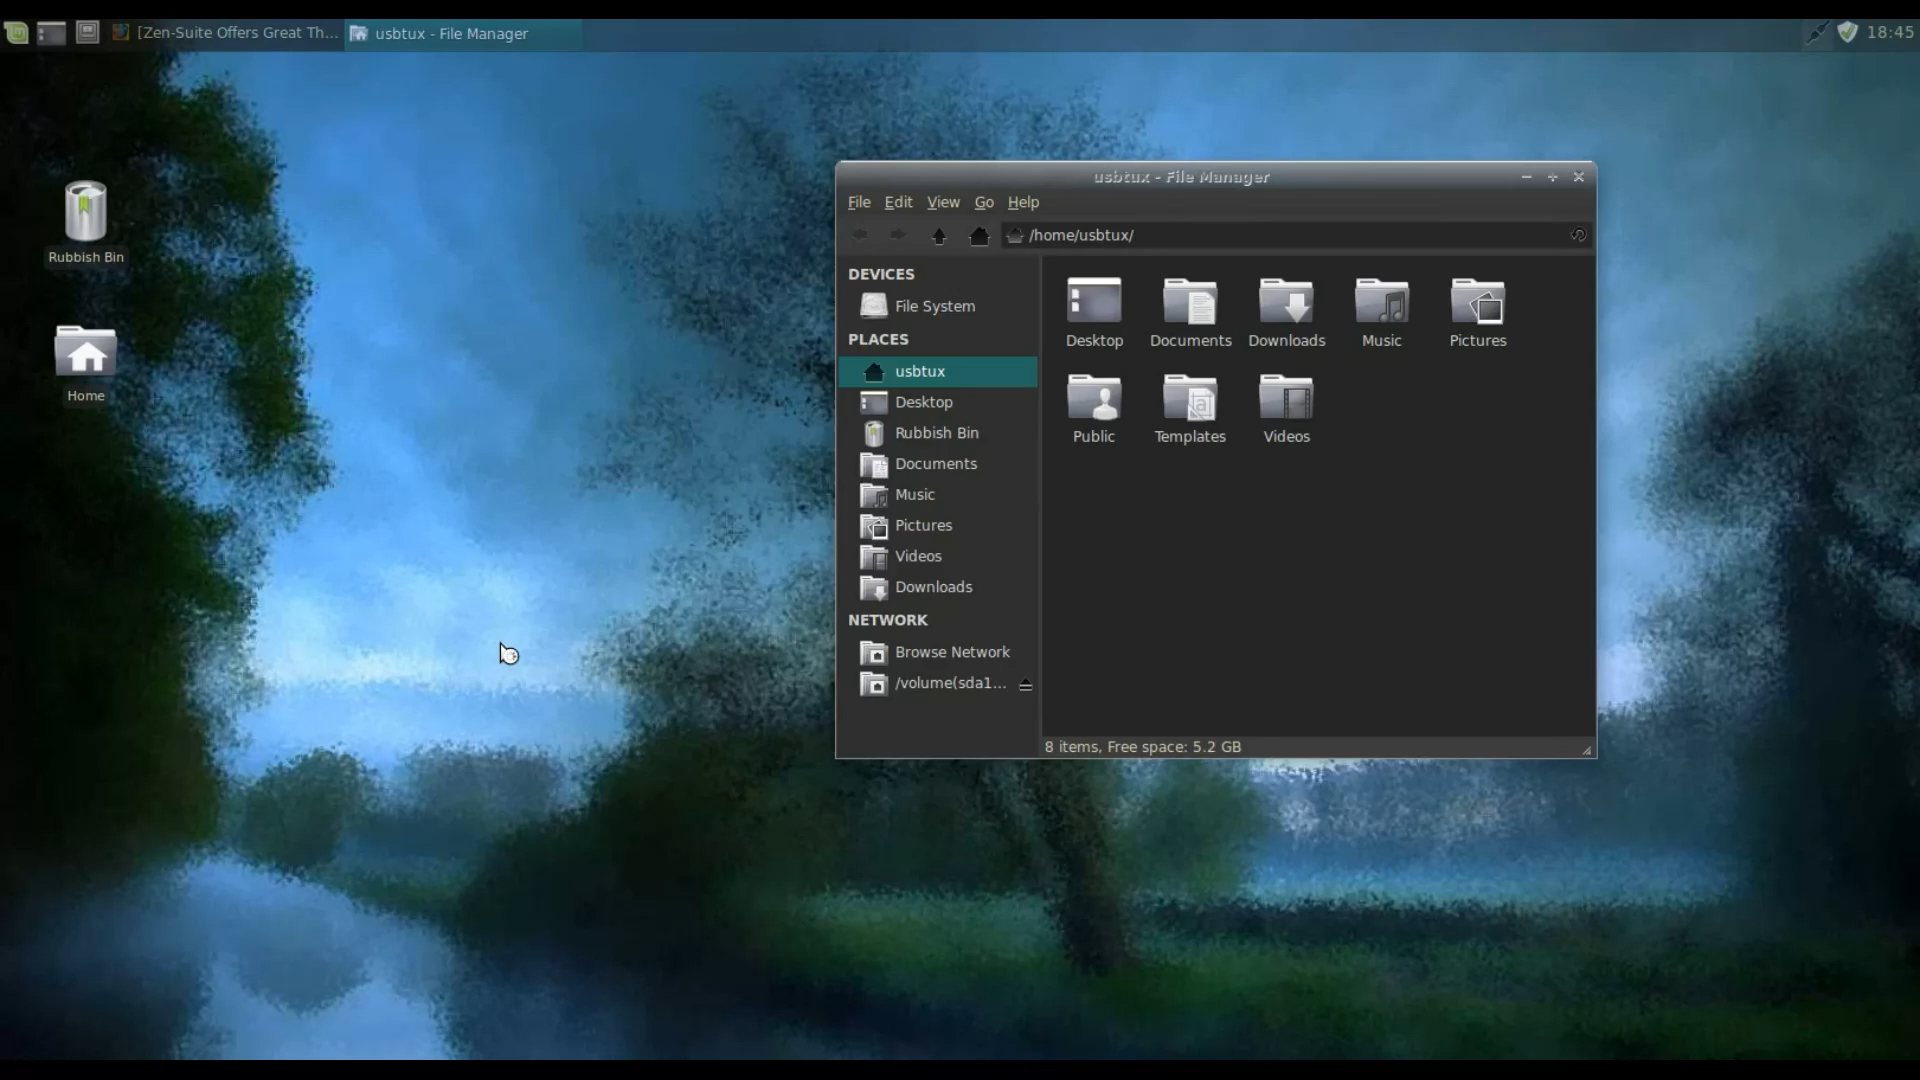 [Zen-Suite Offers Great Th...
usbtux - File Manager
18:45
Rubbish Bin
Home
usbtux - File Manager
File Edit View Go Help
/home/usbtux/
DEVICES
File System
PLACES
usbtux
Desktop
Rubbish Bin
Documents
Music
Pictures
Videos
Downloads
NETWORK
Browse Network
/volume(sda1...
Desktop Documents Downloads Music Pictures
Public Templates Videos
8 items, Free space: 5.2 GB